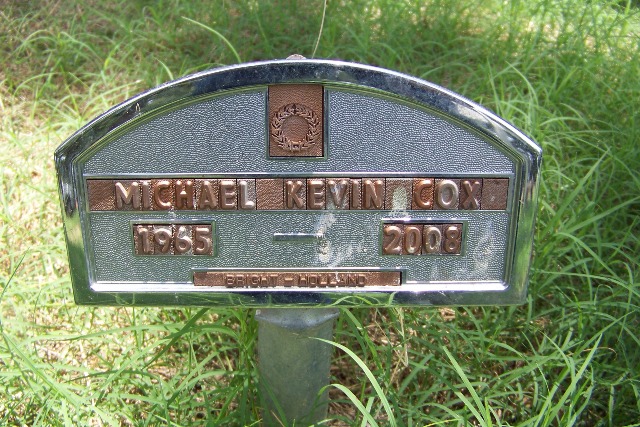 MICHAEL KEVIN COX
1965 — 2008
BRIGHT - HOLLAND